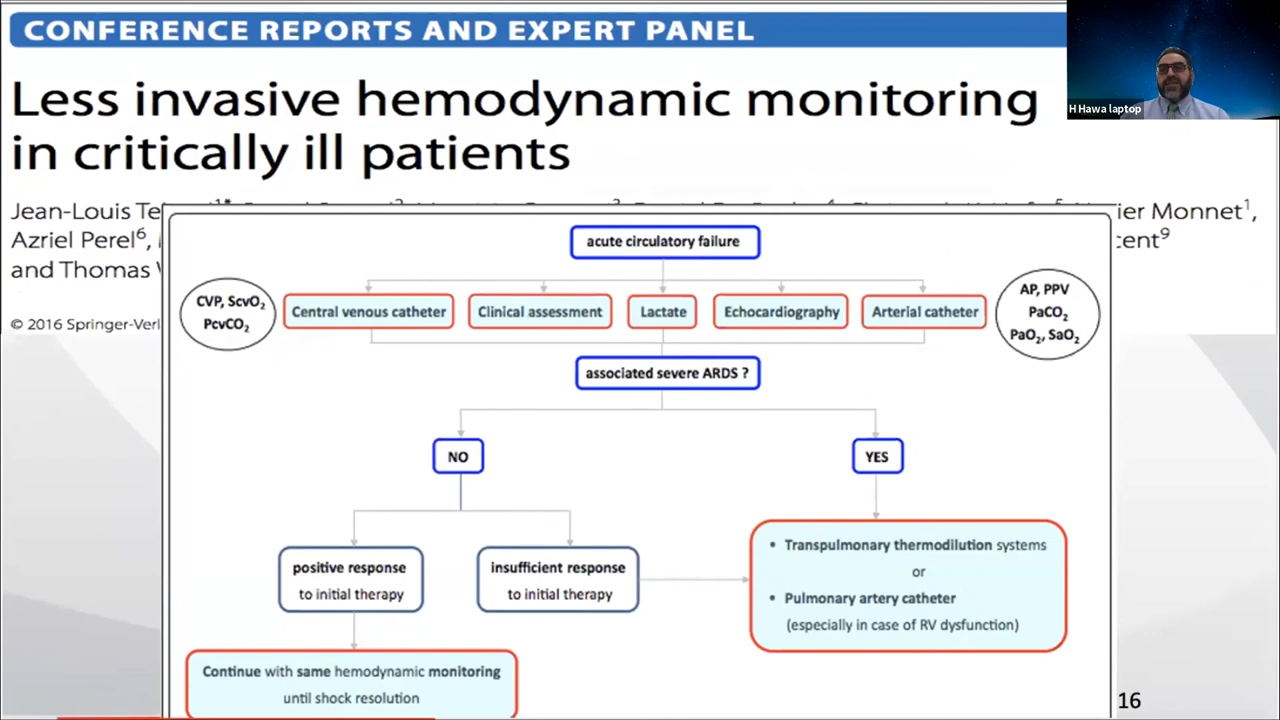 CONFERENCE REPORTS AND EXPERT PANEL
Less invasive hemodynamic monitoring
in critically ill patients
H Hawa laptop
Jean-Louis
ier Monnet¹,
Azriel Perel⁶,
cent⁹
and Thomas
© 2016 Springer-Verl
acute circulatory failure
CVP, ScvO₂
PcvCO₂
Central venous catheter
Clinical assessment
Lactate
Echocardiography
Arterial catheter
AP, PPV
PaCO₂
PaO₂, SaO₂
associated severe ARDS ?
NO
YES
positive response
to initial therapy
insufficient response
to initial therapy
• Transpulmonary thermodilution systems
or
• Pulmonary artery catheter
(especially in case of RV dysfunction)
Continue with same hemodynamic monitoring
until shock resolution
16